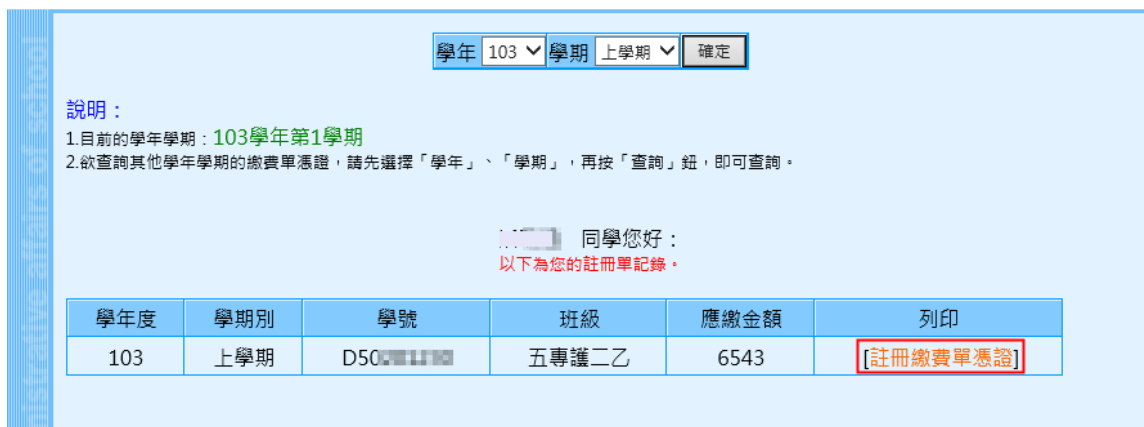 學年 103 學期 上學期 確定
說明：
1.目前的學年學期：103學年第1學期
2.欲查詢其他學年學期的繳費單憑證，請先選擇「學年」、「學期」，再按「查詢」鈕，即可查詢。
同學您好：
以下為您的註冊單記錄。
學年度 學期別 學號 班級 應繳金額 列印
103 上學期 D50 五專護二乙 6543 [註冊繳費單憑證]
affairs of school